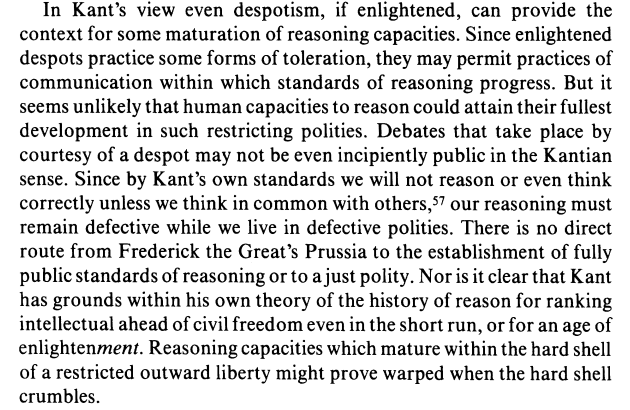 In Kant's view even despotism, if enlightened, can provide the
context for some maturation of reasoning capacities. Since enlightened
despots practice some forms of toleration, they may permit practices of
communication within which standards of reasoning progress. But it
seems unlikely that human capacities to reason could attain their fullest
development in such restricting polities. Debates that take place by
courtesy of a despot may not be even incipiently public in the Kantian
sense. Since by Kant's own standards we will not reason or even think
correctly unless we think in common with others,⁵⁷ our reasoning must
remain defective while we live in defective polities. There is no direct
route from Frederick the Great's Prussia to the establishment of fully
public standards of reasoning or to a just polity. Nor is it clear that Kant
has grounds within his own theory of the history of reason for ranking
intellectual ahead of civil freedom even in the short run, or for an age of
enlightenment. Reasoning capacities which mature within the hard shell
of a restricted outward liberty might prove warped when the hard shell
crumbles.